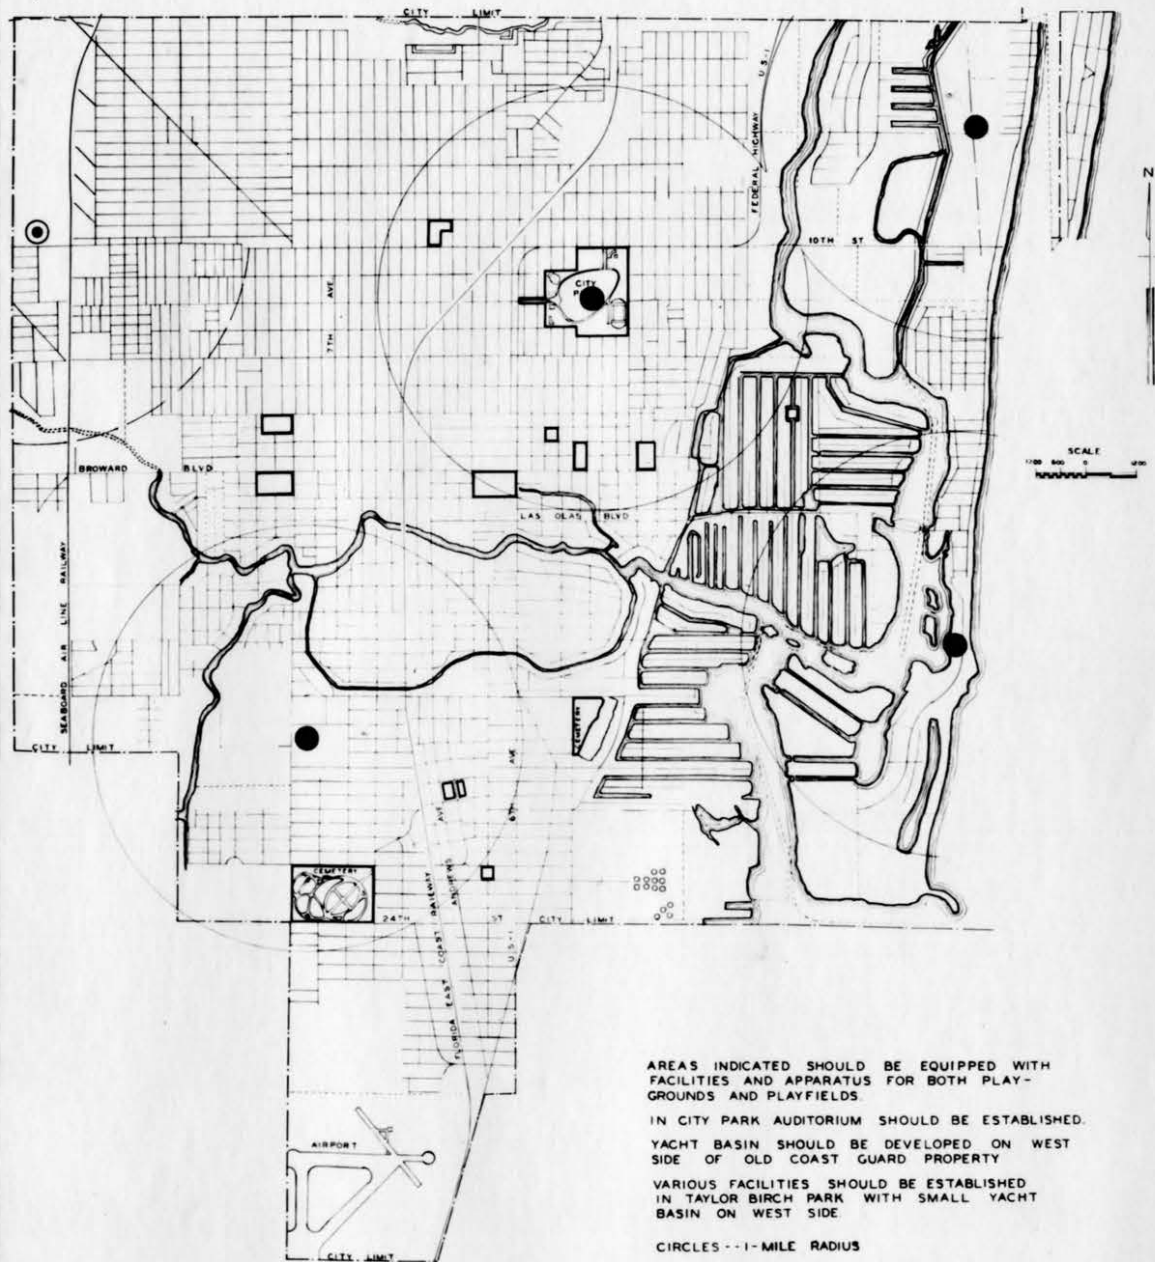 CITY LIMIT
U.S.-1
FEDERAL HIGHWAY
N
10TH ST.
CITY
7TH AVE.
SCALE
1200 600 0 1200
BROWARD BLVD
LAS OLAS BLVD
SEABOARD AIR LINE RAILWAY
CITY LIMIT
CEMETERY
6TH AVE
ANDREWS AVE
CEMETERY
24TH ST CITY LIMIT
FLORIDA EAST COAST RAILWAY
U.S.-1
AREAS INDICATED SHOULD BE EQUIPPED WITH
FACILITIES AND APPARATUS FOR BOTH PLAY-
GROUNDS AND PLAYFIELDS.
IN CITY PARK AUDITORIUM SHOULD BE ESTABLISHED.
YACHT BASIN SHOULD BE DEVELOPED ON WEST
SIDE OF OLD COAST GUARD PROPERTY
VARIOUS FACILITIES SHOULD BE ESTABLISHED
IN TAYLOR BIRCH PARK WITH SMALL YACHT
BASIN ON WEST SIDE.
CIRCLES--1-MILE RADIUS
AIRPORT
CITY LIMIT